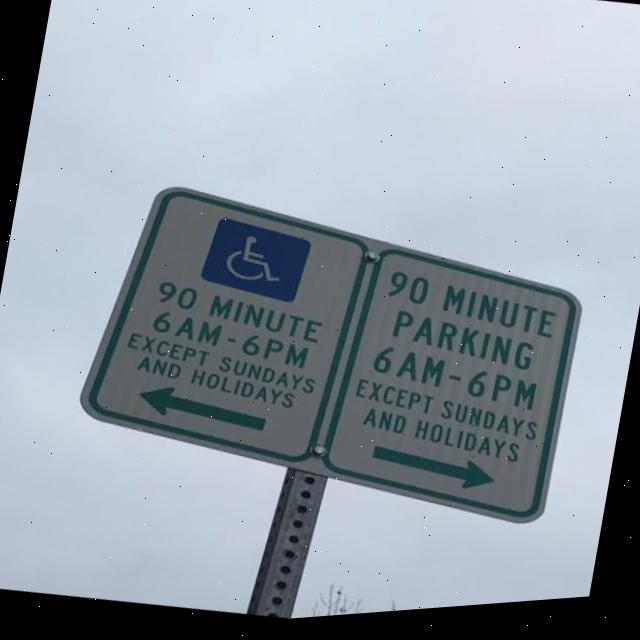 90 MINUTE
6AM-6PM
EXCEPT SUNDAYS
AND HOLIDAYS
90 MINUTE
PARKING
6AM-6PM
EXCEPT SUNDAYS
AND HOLIDAYS